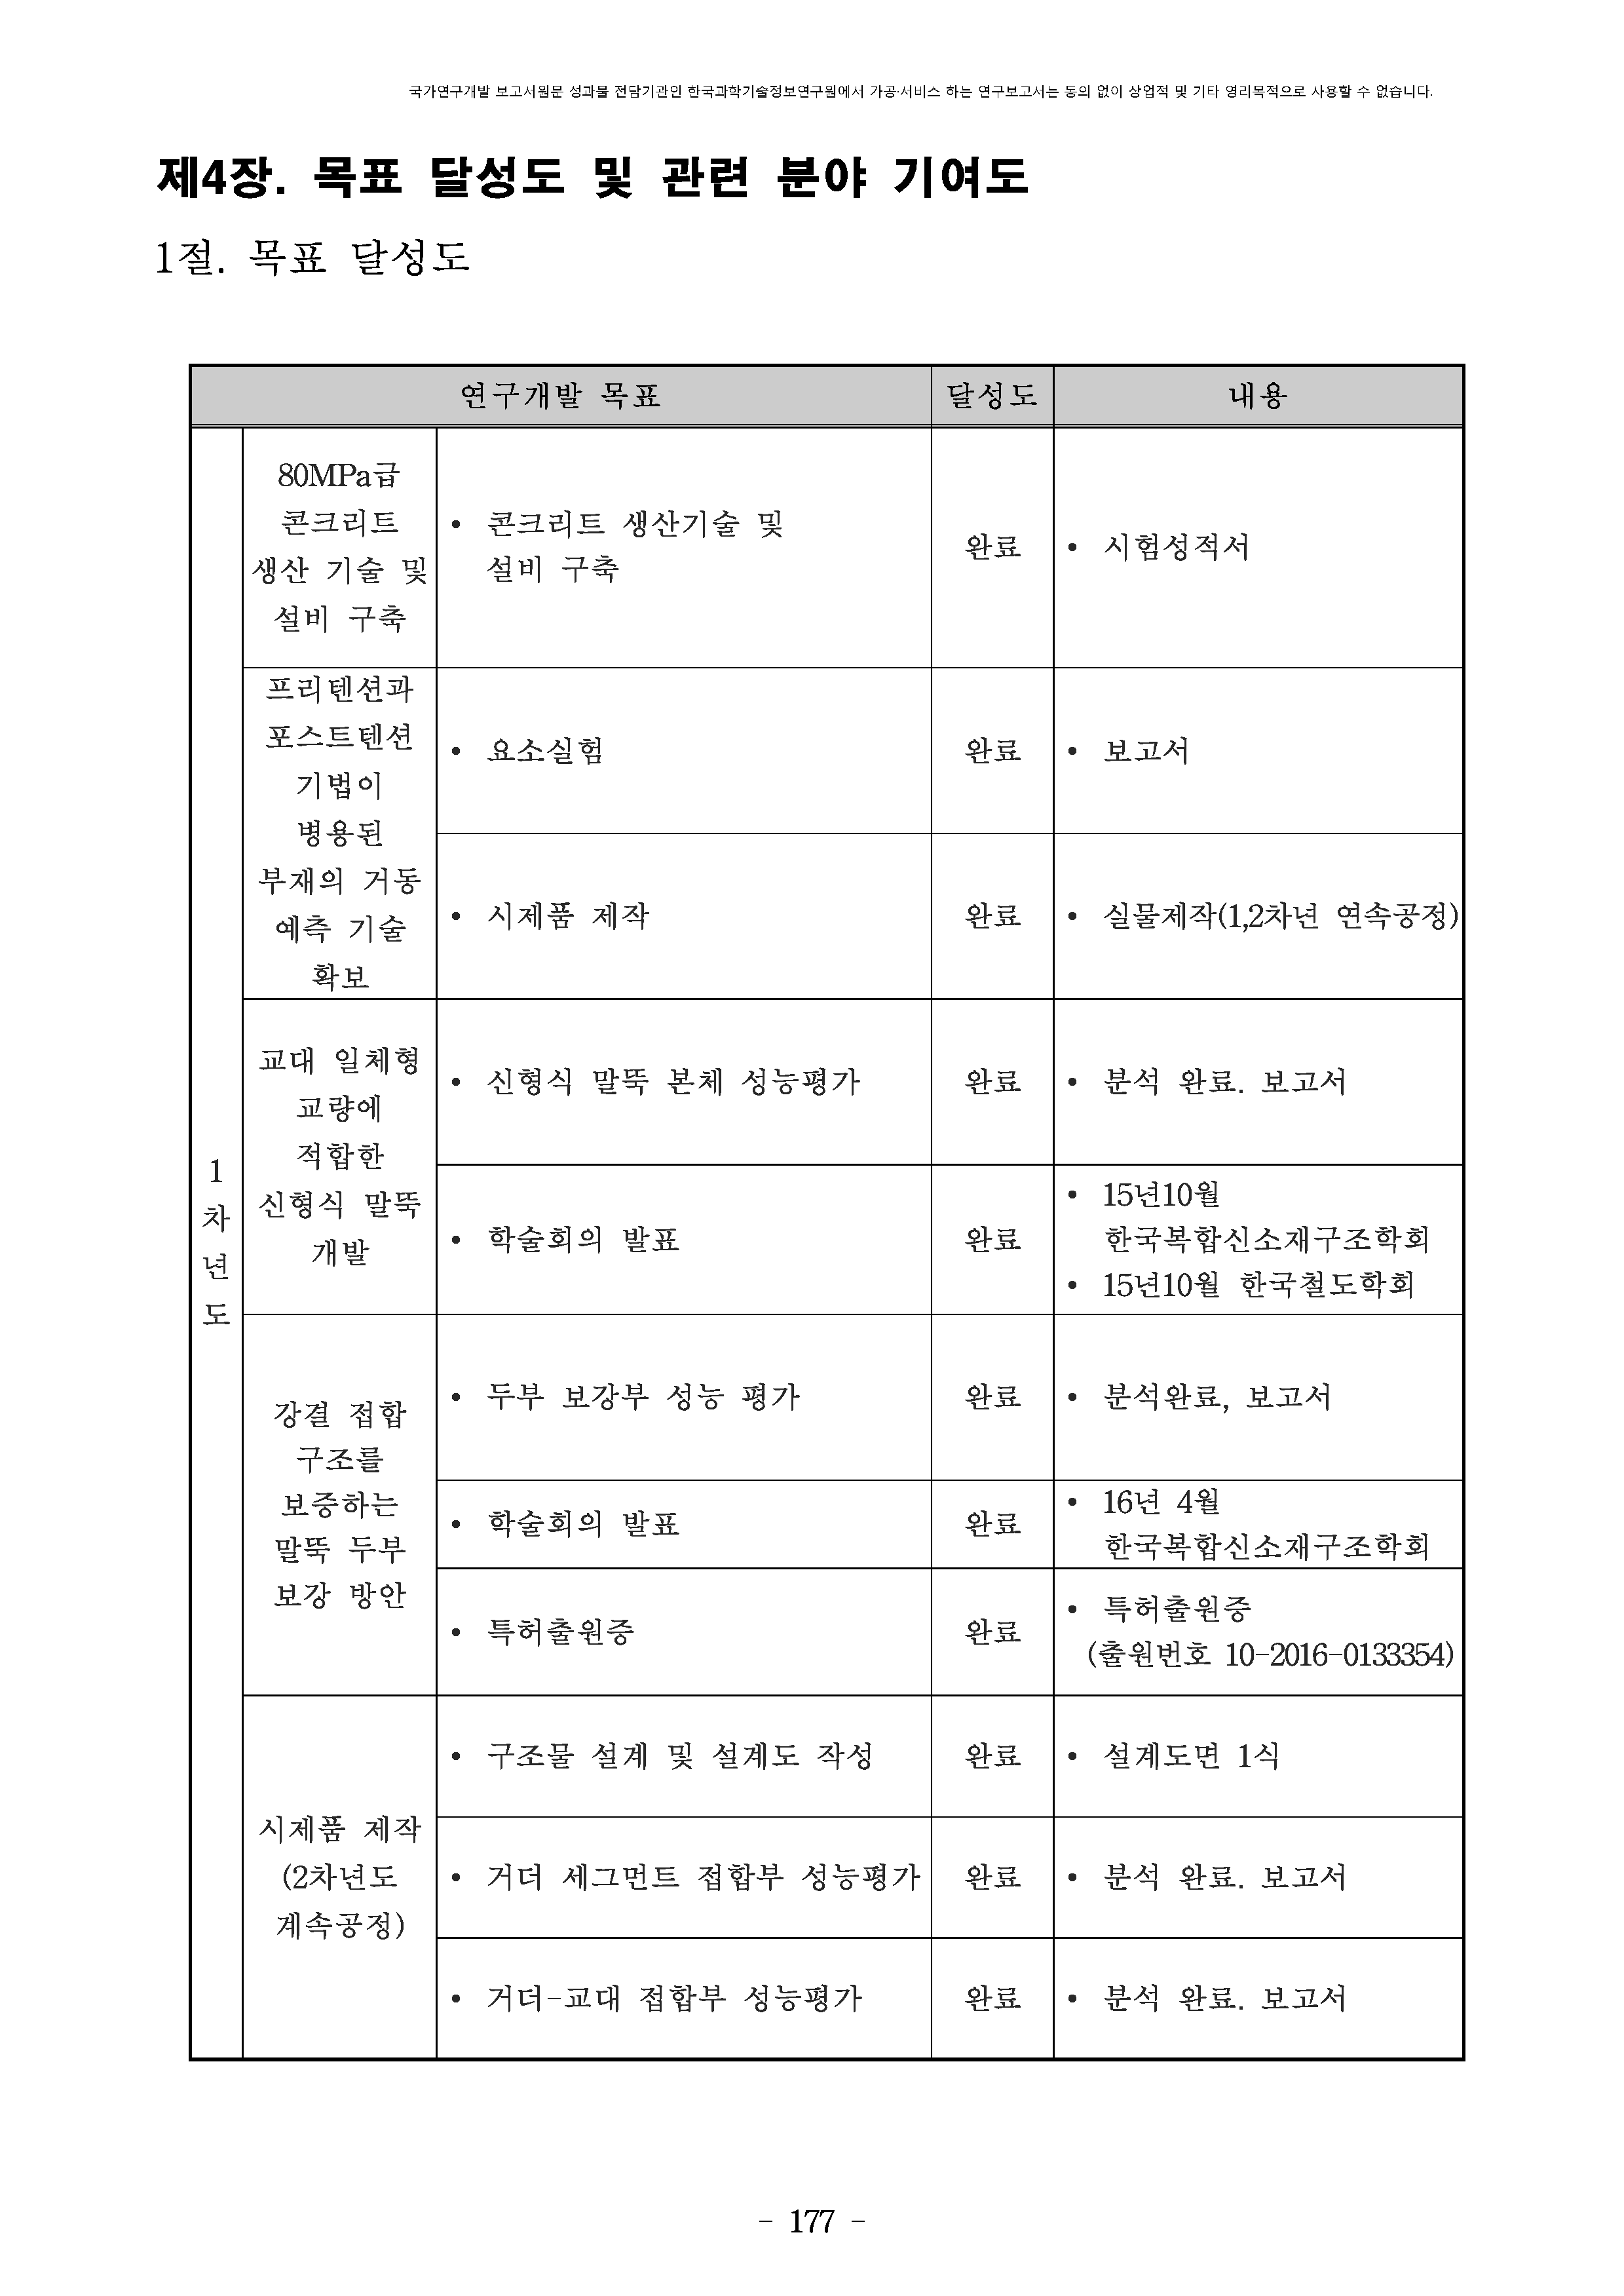 국가연구개발 보고서원문 성과물 전담기관인 한국과학기술정보연구원에서 가공·서비스 하는 연구보고서는 동의 없이 상업적 및 기타 영리목적으로 사용할 수 없습니다.
제4장. 목표 달성도 및 관련 분야 기여도
1절. 목표 달성도
연구개발 목표 달성도 내용
1
차
년
도
80MPa급
콘크리트
생산 기술 및
설비 구축
• 콘크리트 생산기술 및
설비 구축
완료
• 시험성적서
프리텐션과
포스트텐션
기법이
병용된
부재의 거동
예측 기술
확보
• 요소실험
완료
• 보고서
• 시제품 제작
완료
• 실물제작(1,2차년 연속공정)
교대 일체형
교량에
적합한
신형식 말뚝
개발
• 신형식 말뚝 본체 성능평가
완료
• 분석 완료. 보고서
• 학술회의 발표
완료
• 15년10월
한국복합신소재구조학회
• 15년10월 한국철도학회
강결 접합
구조를
보증하는
말뚝 두부
보강 방안
• 두부 보강부 성능 평가
완료
• 분석완료, 보고서
• 학술회의 발표
완료
• 16년 4월
한국복합신소재구조학회
• 특허출원증
완료
• 특허출원증
(출원번호 10-2016-0133354)
시제품 제작
(2차년도
계속공정)
• 구조물 설계 및 설계도 작성
완료
• 설계도면 1식
• 거더 세그먼트 접합부 성능평가
완료
• 분석 완료. 보고서
• 거더-교대 접합부 성능평가
완료
• 분석 완료. 보고서
- 177 -